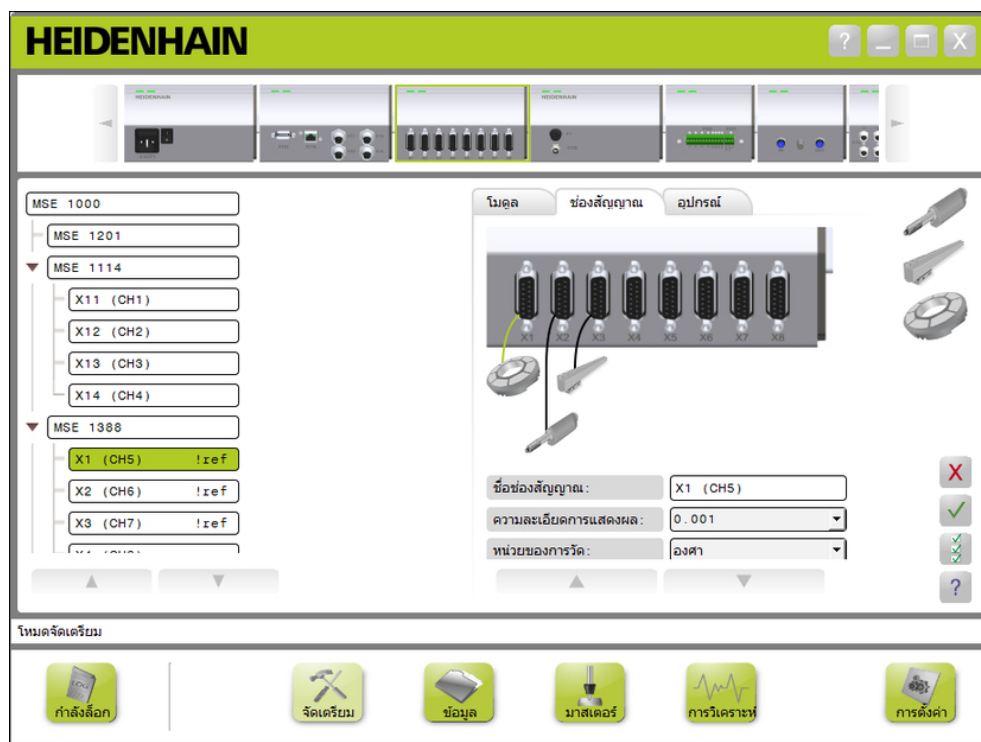 HEIDENHAIN
?
X
HEIDENHAIN
HEIDENHAIN
MSE 1000
MSE 1201
MSE 1114
X11 (CH1)
X12 (CH2)
X13 (CH3)
X14 (CH4)
MSE 1388
X1 (CH5) !ref
X2 (CH6) !ref
X3 (CH7) !ref
โมดูล ช่องสัญญาณ อุปกรณ์
X1 X2 X3 X4 X5 X6 X7 X8
ชื่อช่องสัญญาณ: X1 (CH5)
ความละเอียดการแสดงผล: 0.001
หน่วยของการวัด: องศา
X
?
โหมดจัดเตรียม
กำลังล็อก
จัดเตรียม
ข้อมูล
มาสเตอร์
การวิเคราะห์
การตั้งค่า